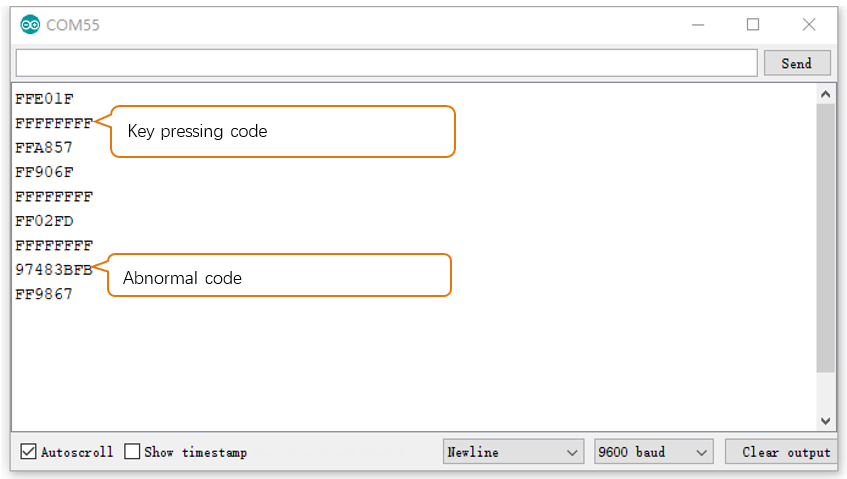 COM55
Send
FFE01F
FFFFFFFF
Key pressing code
FFA857
FF906F
FFFFFFFF
FF02FD
FFFFFFFF
97483BFB
Abnormal code
FF9867
Autoscroll Show timestamp Newline 9600 baud Clear output